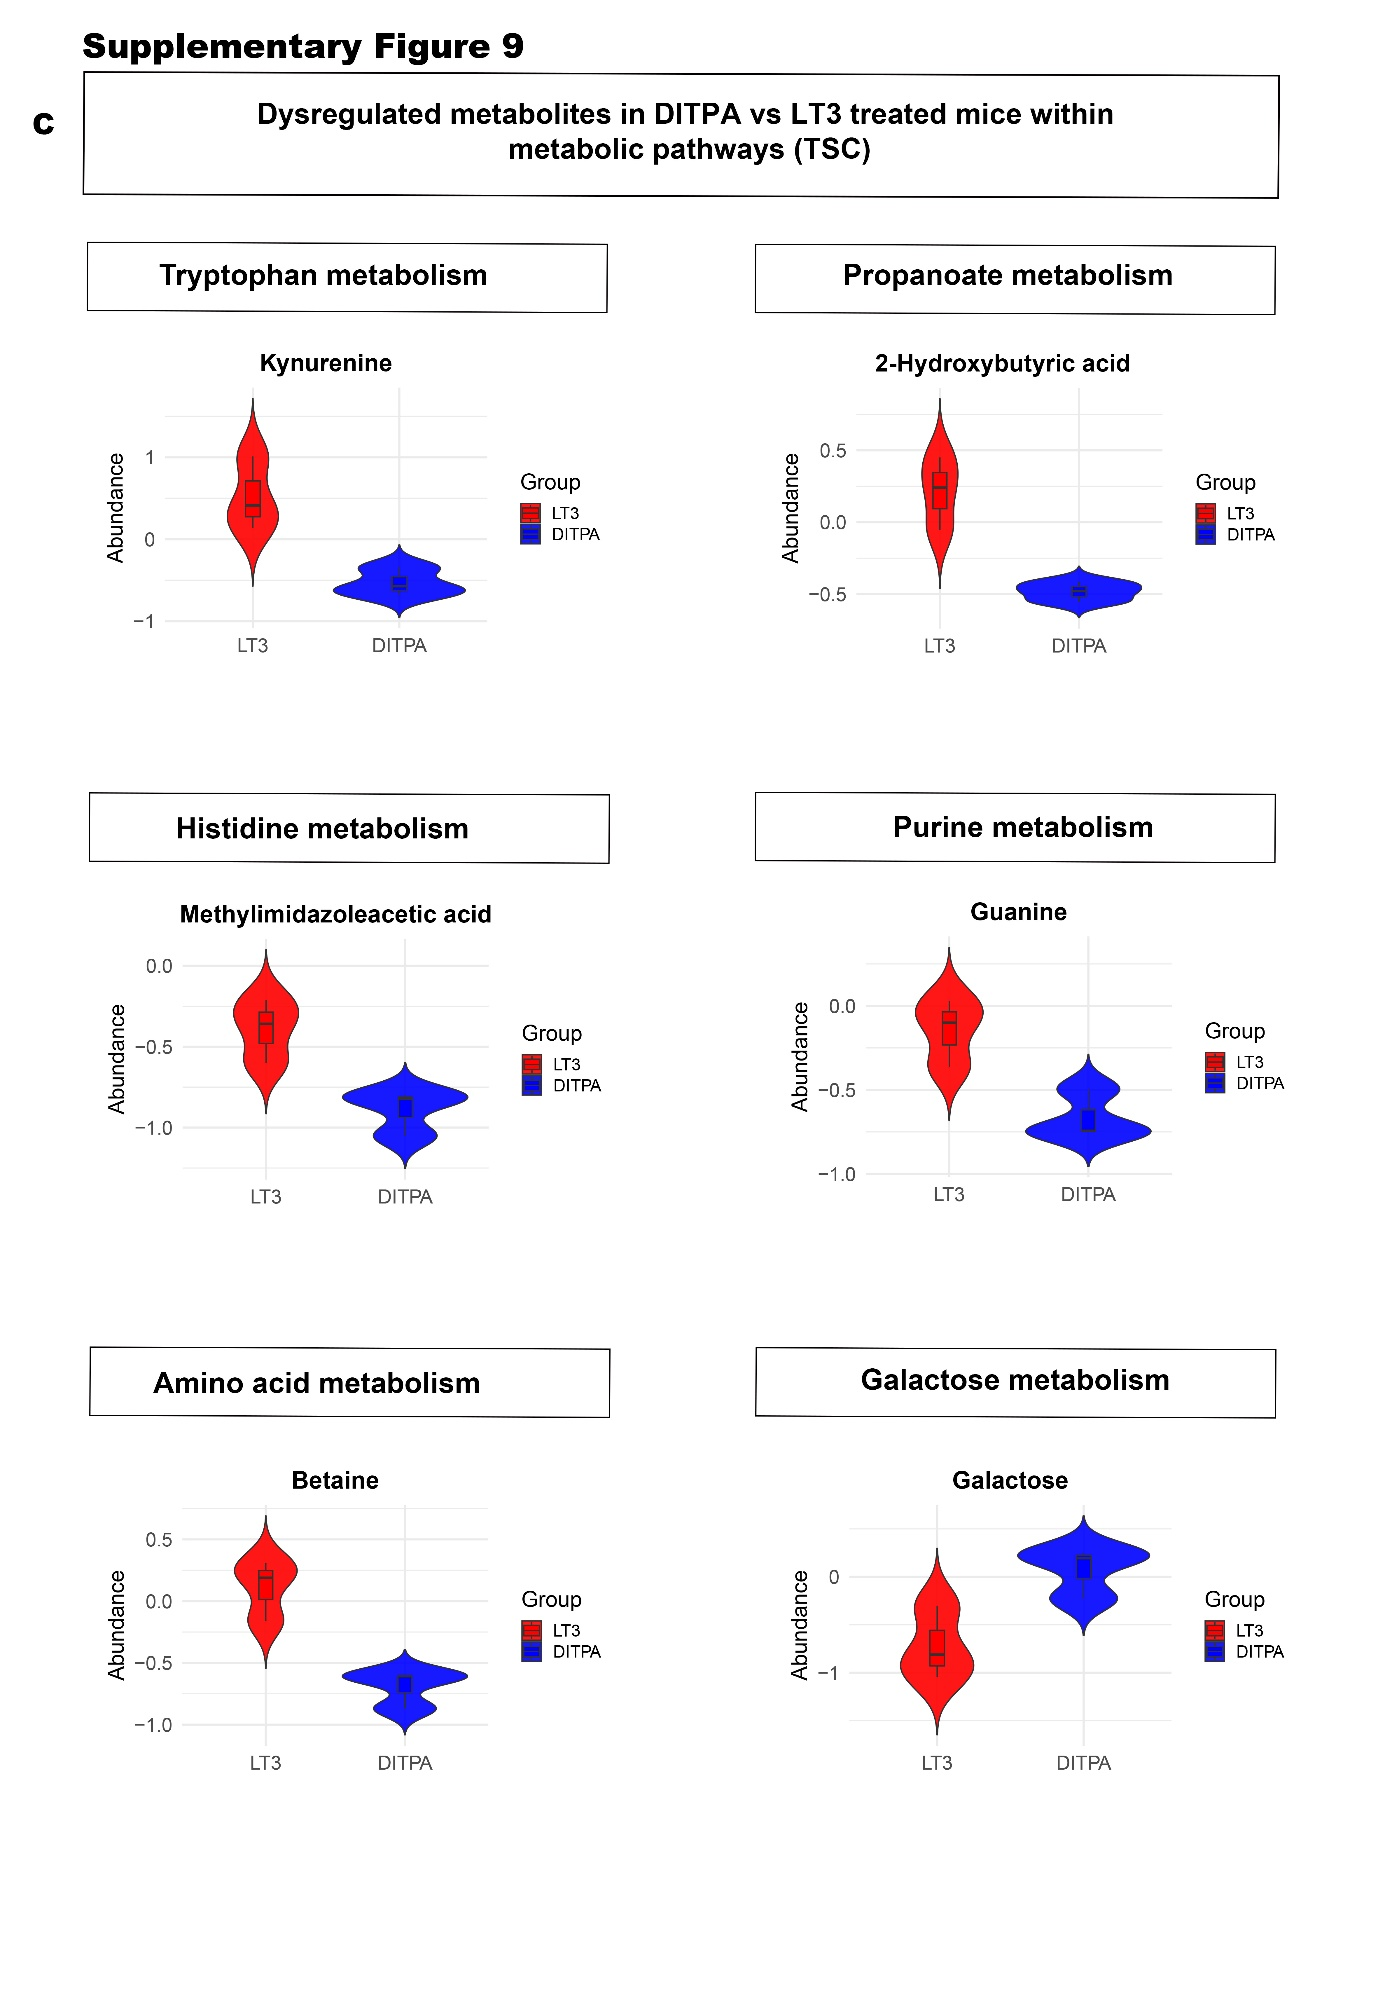 Supplementary Figure 9
c
Dysregulated metabolites in DITPA vs LT3 treated mice within
metabolic pathways (TSC)
Tryptophan metabolism
Kynurenine
Abundance
1
0
−1
LT3
DITPA
Group
LT3
DITPA
Propanoate metabolism
2-Hydroxybutyric acid
Abundance
0.5
0.0
−0.5
LT3
DITPA
Group
LT3
DITPA
Histidine metabolism
Methylimidazoleacetic acid
Abundance
0.0
−0.5
−1.0
LT3
DITPA
Group
LT3
DITPA
Purine metabolism
Guanine
Abundance
0.0
−0.5
−1.0
LT3
DITPA
Group
LT3
DITPA
Amino acid metabolism
Betaine
Abundance
0.5
0.0
−0.5
−1.0
LT3
DITPA
Group
LT3
DITPA
Galactose metabolism
Galactose
Abundance
0
−1
LT3
DITPA
Group
LT3
DITPA